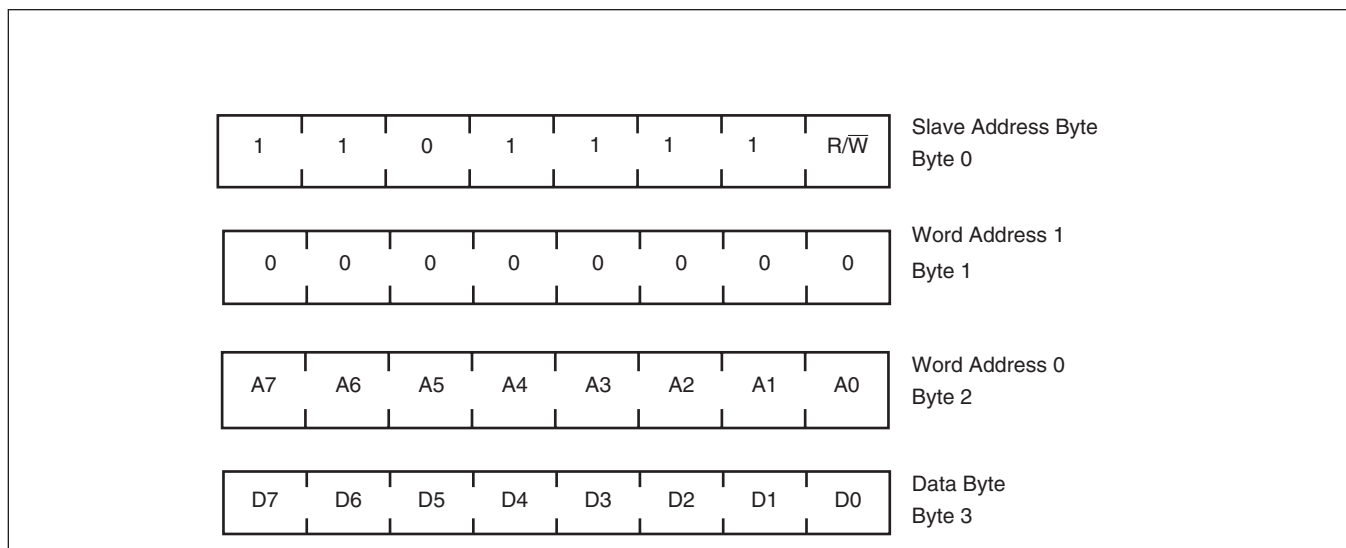 1 1 0 1 1 1 1 R/W̅
Slave Address Byte
Byte 0
0 0 0 0 0 0 0 0
Word Address 1
Byte 1
A7 A6 A5 A4 A3 A2 A1 A0
Word Address 0
Byte 2
D7 D6 D5 D4 D3 D2 D1 D0
Data Byte
Byte 3